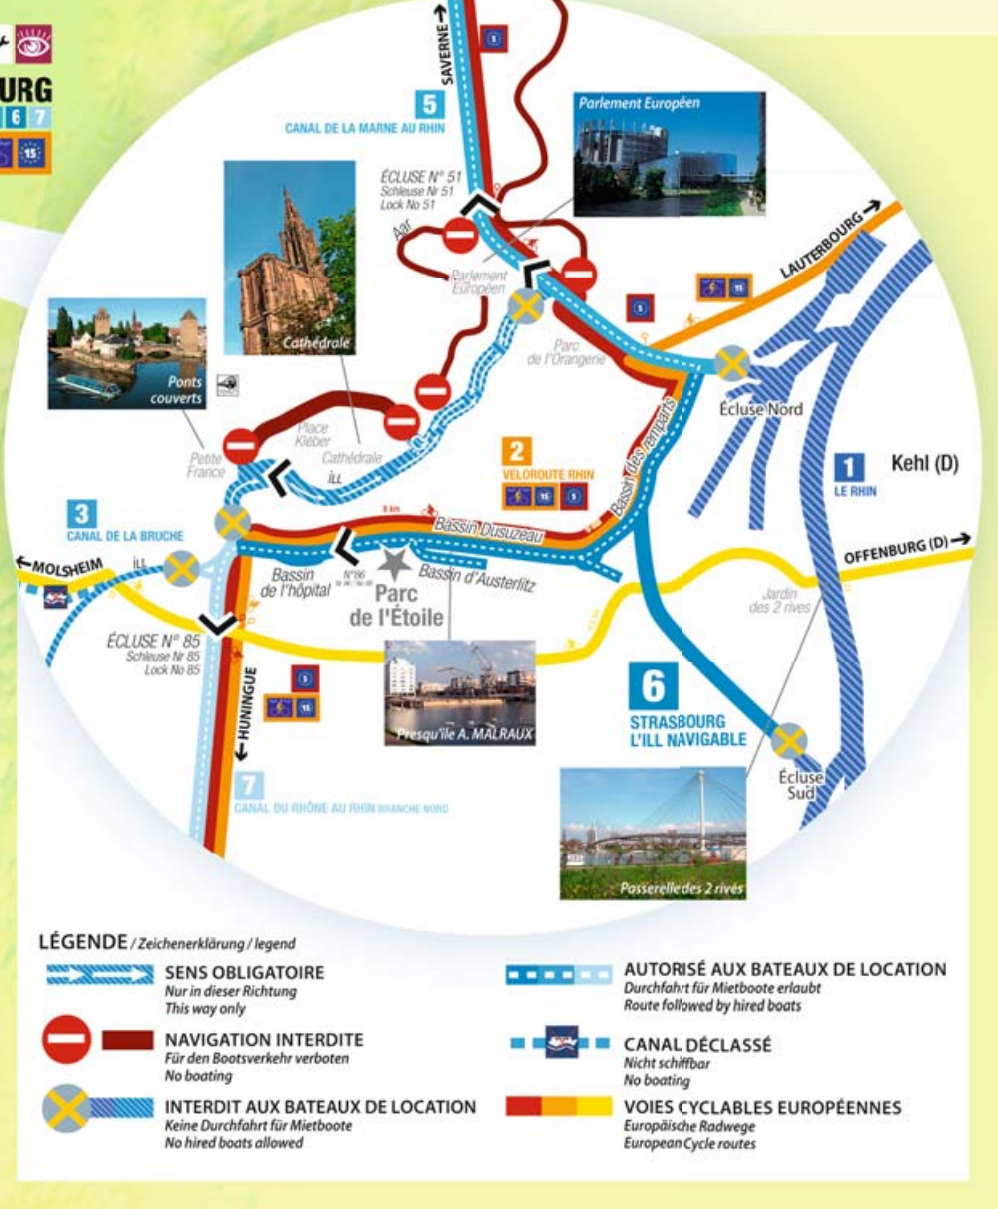 URG
6 7
15
SAVERNE
5
5
CANAL DE LA MARNE AU RHIN
Parlement Européen
ÉCLUSE N° 51
Schleuse Nr 51
Lock No 51
Aar
Parlement
Européen
LAUTERBOURG
15
5
Cathédrale
Parc
de l'Orangerie
Ponts
couverts
Écluse Nord
Place
Kléber
Petite
France
Cathédrale
ILL
Bassin des remparts
2
VELOROUTE RHIN
15 5
1
LE RHIN
Kehl (D)
3
CANAL DE LA BRUCHE
8 km
Bassin Dusuzeau
MOLSHEIM
ILL
OFFENBURG (D)
Bassin
de l'hôpital
N°86
Bassin d'Austerlitz
Parc
de l'Étoile
Jardin
des 2 rives
ÉCLUSE N° 85
Schleuse Nr 85
Lock No 85
HUNINGUE
5
15
Presqu'île A. MALRAUX
6
STRASBOURG
L'ILL NAVIGABLE
Écluse
Sud
7
CANAL DU RHÔNE AU RHIN BRANCHE NORD
Passerelle des 2 rives
LÉGENDE / Zeichenerklärung / legend
SENS OBLIGATOIRE
Nur in dieser Richtung
This way only
NAVIGATION INTERDITE
Für den Bootsverkehr verboten
No boating
INTERDIT AUX BATEAUX DE LOCATION
Keine Durchfahrt für Mietboote
No hired boats allowed
AUTORISÉ AUX BATEAUX DE LOCATION
Durchfahrt für Mietboote erlaubt
Route followed by hired boats
CANAL DÉCLASSÉ
Nicht schiffbar
No boating
VOIES CYCLABLES EUROPÉENNES
Europäische Radwege
European Cycle routes